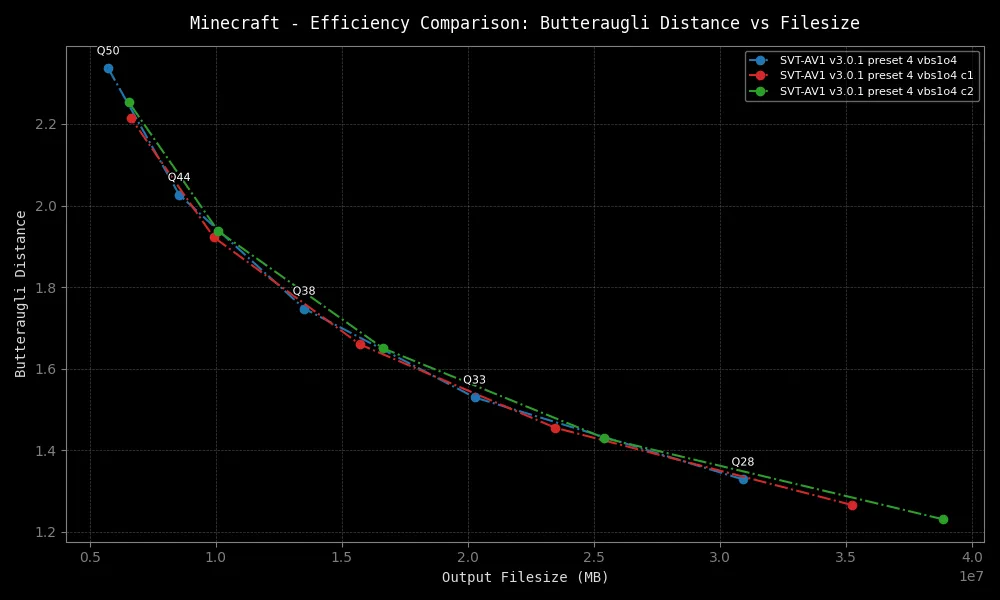 Minecraft - Efficiency Comparison: Butteraugli Distance vs Filesize
Q50
SVT-AV1 v3.0.1 preset 4 vbs1o4
SVT-AV1 v3.0.1 preset 4 vbs1o4 c1
SVT-AV1 v3.0.1 preset 4 vbs1o4 c2
2.2
Q44
2.0
Butteraugli Distance
1.8
Q38
1.6
Q33
1.4
Q28
1.2
0.5 1.0 1.5 2.0 2.5 3.0 3.5 4.0
1e7
Output Filesize (MB)